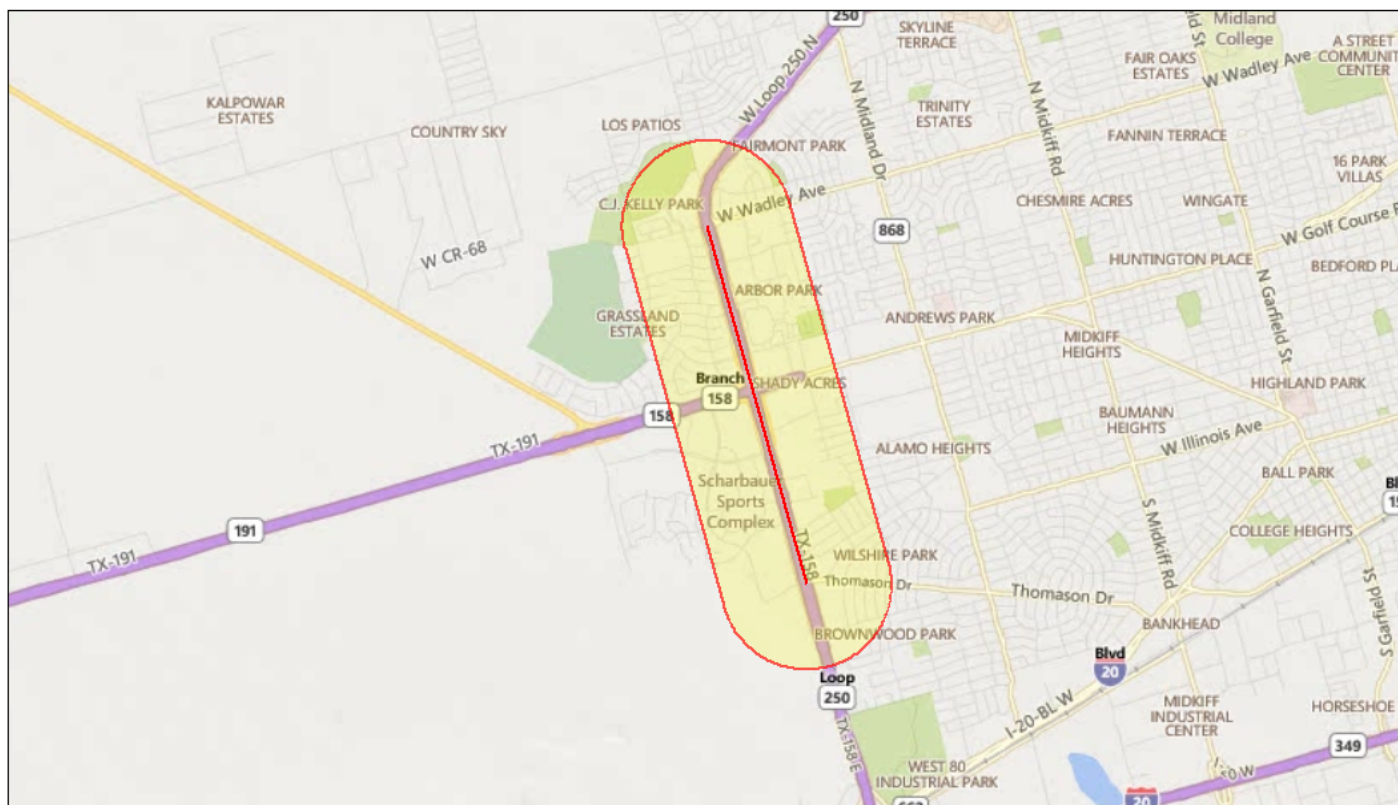 250
SKYLINE
TERRACE
Midland
College
A STREET
COMMUNIT
CENTER
FAIR OAKS
ESTATES
W Wadley Ave
W Loop 250 N
KALPOWAR
ESTATES
COUNTRY SKY
LOS PATIOS
N Midland Dr
TRINITY
ESTATES
N Midkiff Rd
FANNIN TERRACE
FAIRMONT PARK
16 PARK
VILLAS
C.J. KELLY PARK
W Wadley Ave
CHESMIRE ACRES
WINGATE
868
W Golf Course R
W CR-68
HUNTINGTON PLACE
BEDFORD PLA
ARBOR PARK
N Garfield St
GRASSLAND
ESTATES
ANDREWS PARK
MIDKIFF
HEIGHTS
Branch
158
SHADY ACRES
HIGHLAND PARK
158
BAUMANN
HEIGHTS
TX-191
W Illinois Ave
ALAMO HEIGHTS
BALL PARK
Scharbauer
Sports
Complex
191
COLLEGE HEIGHTS
S Midkiff Rd
TX-191
TX-158
WILSHIRE PARK
Thomason Dr
Thomason Dr
S Garfield St
BROWNWOOD PARK
BANKHEAD
Blvd
20
Loop
250
I-20-BL W
MIDKIFF
INDUSTRIAL
CENTER
HORSESHOE
TX-158 E
349
WEST 80
INDUSTRIAL PARK
I-20 W
20